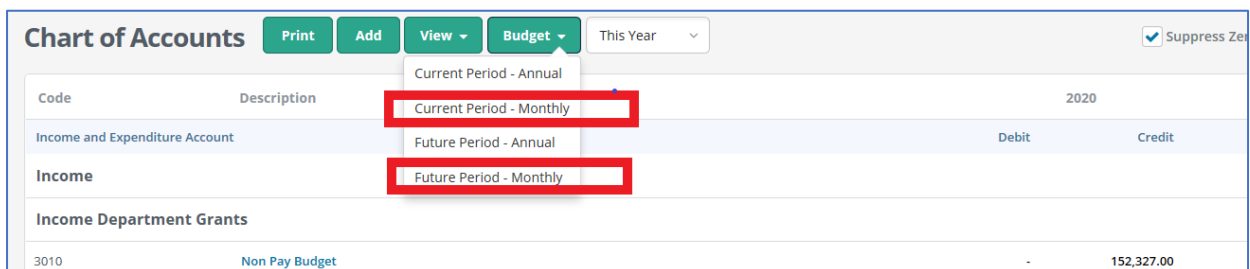 Chart of Accounts Print Add View Budget This Year Suppress
Current Period - Annual
Code Description Current Period - Monthly 2020
Income and Expenditure Account Future Period - Annual Debit Credit
Income Future Period - Monthly
Income Department Grants
3010 Non Pay Budget - 152,327.00